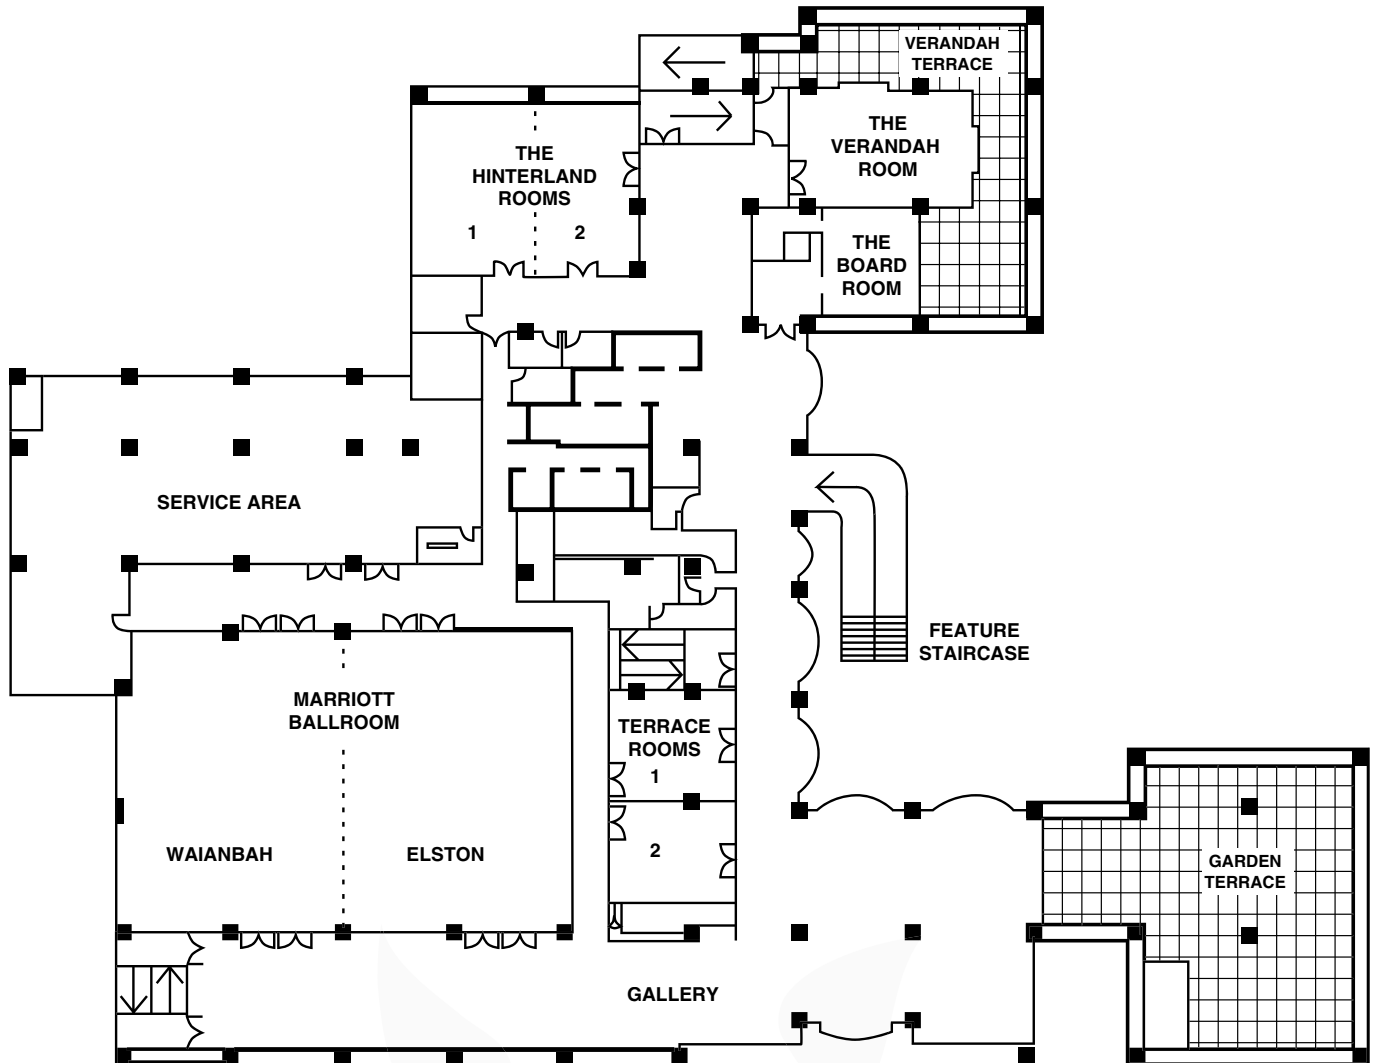 VERANDAH
TERRACE
THE
VERANDAH
ROOM
THE
HINTERLAND
ROOMS
1
2
THE
BOARD
ROOM
SERVICE AREA
FEATURE
STAIRCASE
MARRIOTT
BALLROOM
TERRACE
ROOMS
1
2
WAIANBAH
ELSTON
GARDEN
TERRACE
GALLERY